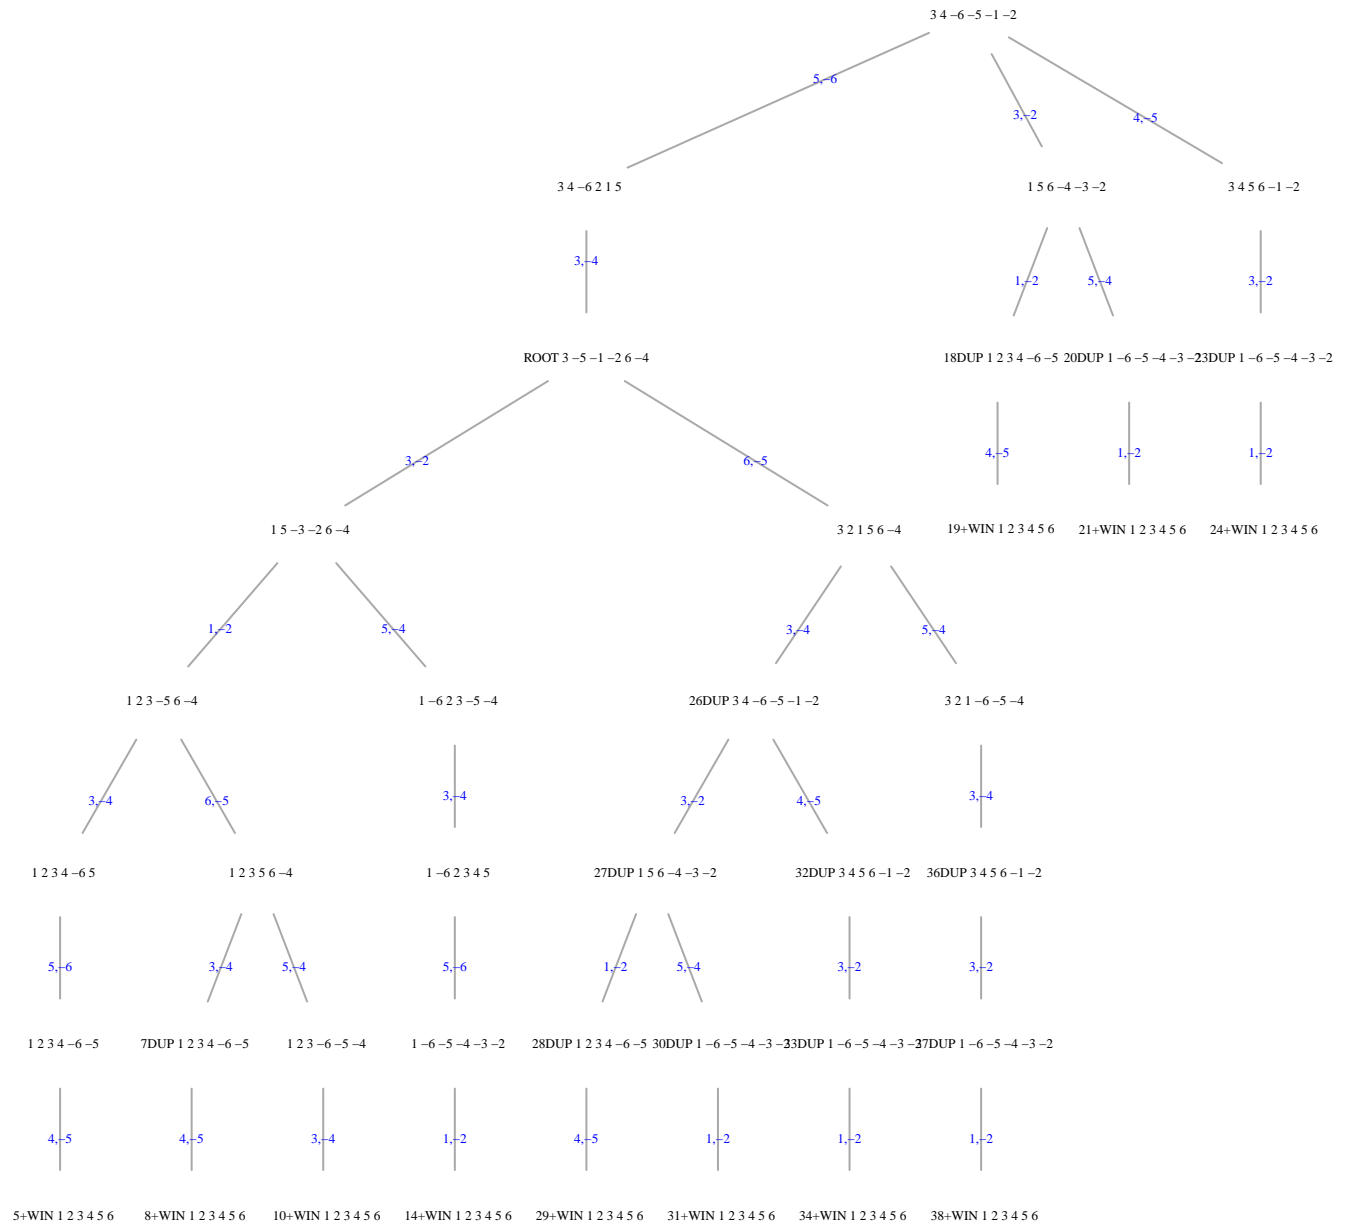 3 4 −6 −5 −1 −2
5,−6
3,−2
4,−5
3 4 −6 2 1 5
1 5 6 −4 −3 −2
3 4 5 6 −1 −2
3,−4
1,−2
5,−4
3,−2
ROOT 3 −5 −1 −2 6 −4
18DUP 1 2 3 4 −6 −5
20DUP 1 −6 −5 −4 −3 −2
23DUP 1 −6 −5 −4 −3 −2
3,−2
6,−5
4,−5
1,−2
1,−2
1 5 −3 −2 6 −4
3 2 1 5 6 −4
19+WIN 1 2 3 4 5 6
21+WIN 1 2 3 4 5 6
24+WIN 1 2 3 4 5 6
1,−2
5,−4
3,−4
5,−4
1 2 3 −5 6 −4
1 −6 2 3 −5 −4
26DUP 3 4 −6 −5 −1 −2
3 2 1 −6 −5 −4
3,−4
6,−5
3,−4
3,−2
4,−5
3,−4
1 2 3 4 −6 5
1 2 3 5 6 −4
1 −6 2 3 4 5
27DUP 1 5 6 −4 −3 −2
32DUP 3 4 5 6 −1 −2
36DUP 3 4 5 6 −1 −2
5,−6
3,−4
5,−4
5,−6
1,−2
5,−4
3,−2
3,−2
1 2 3 4 −6 −5
7DUP 1 2 3 4 −6 −5
1 2 3 −6 −5 −4
1 −6 −5 −4 −3 −2
28DUP 1 2 3 4 −6 −5
30DUP 1 −6 −5 −4 −3 −2
33DUP 1 −6 −5 −4 −3 −2
37DUP 1 −6 −5 −4 −3 −2
4,−5
4,−5
3,−4
1,−2
4,−5
1,−2
1,−2
1,−2
5+WIN 1 2 3 4 5 6
8+WIN 1 2 3 4 5 6
10+WIN 1 2 3 4 5 6
14+WIN 1 2 3 4 5 6
29+WIN 1 2 3 4 5 6
31+WIN 1 2 3 4 5 6
34+WIN 1 2 3 4 5 6
38+WIN 1 2 3 4 5 6